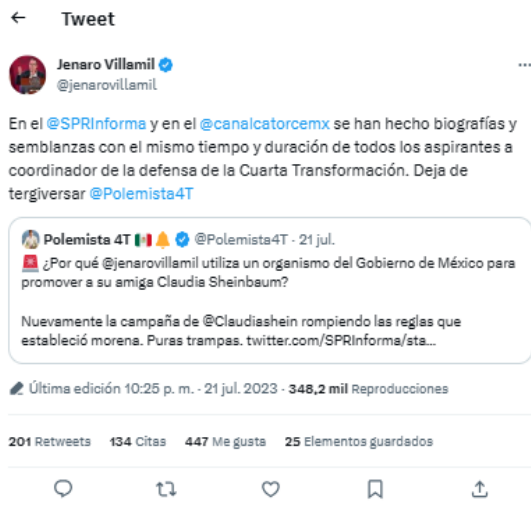 Tweet
Jenaro Villamil
@jenarovillamil
En el @SPRInforma y en el @canalcatorcemx se han hecho biografías y
semblanzas con el mismo tiempo y duración de todos los aspirantes a
coordinador de la defensa de la Cuarta Transformación. Deja de
tergiversar @Polemista4T
Polemista 4T @Polemista4T · 21 jul.
¿Por qué @jenarovillamil utiliza un organismo del Gobierno de México para
promover a su amiga Claudia Sheinbaum?
Nuevamente la campaña de @Claudiashein rompiendo las reglas que
estableció morena. Puras trampas. twitter.com/SPRInforma/sta...
Última edición 10:25 p. m. · 21 jul. 2023 · 348,2 mil Reproducciones
201 Retweets 134 Citas 447 Me gusta 25 Elementos guardados